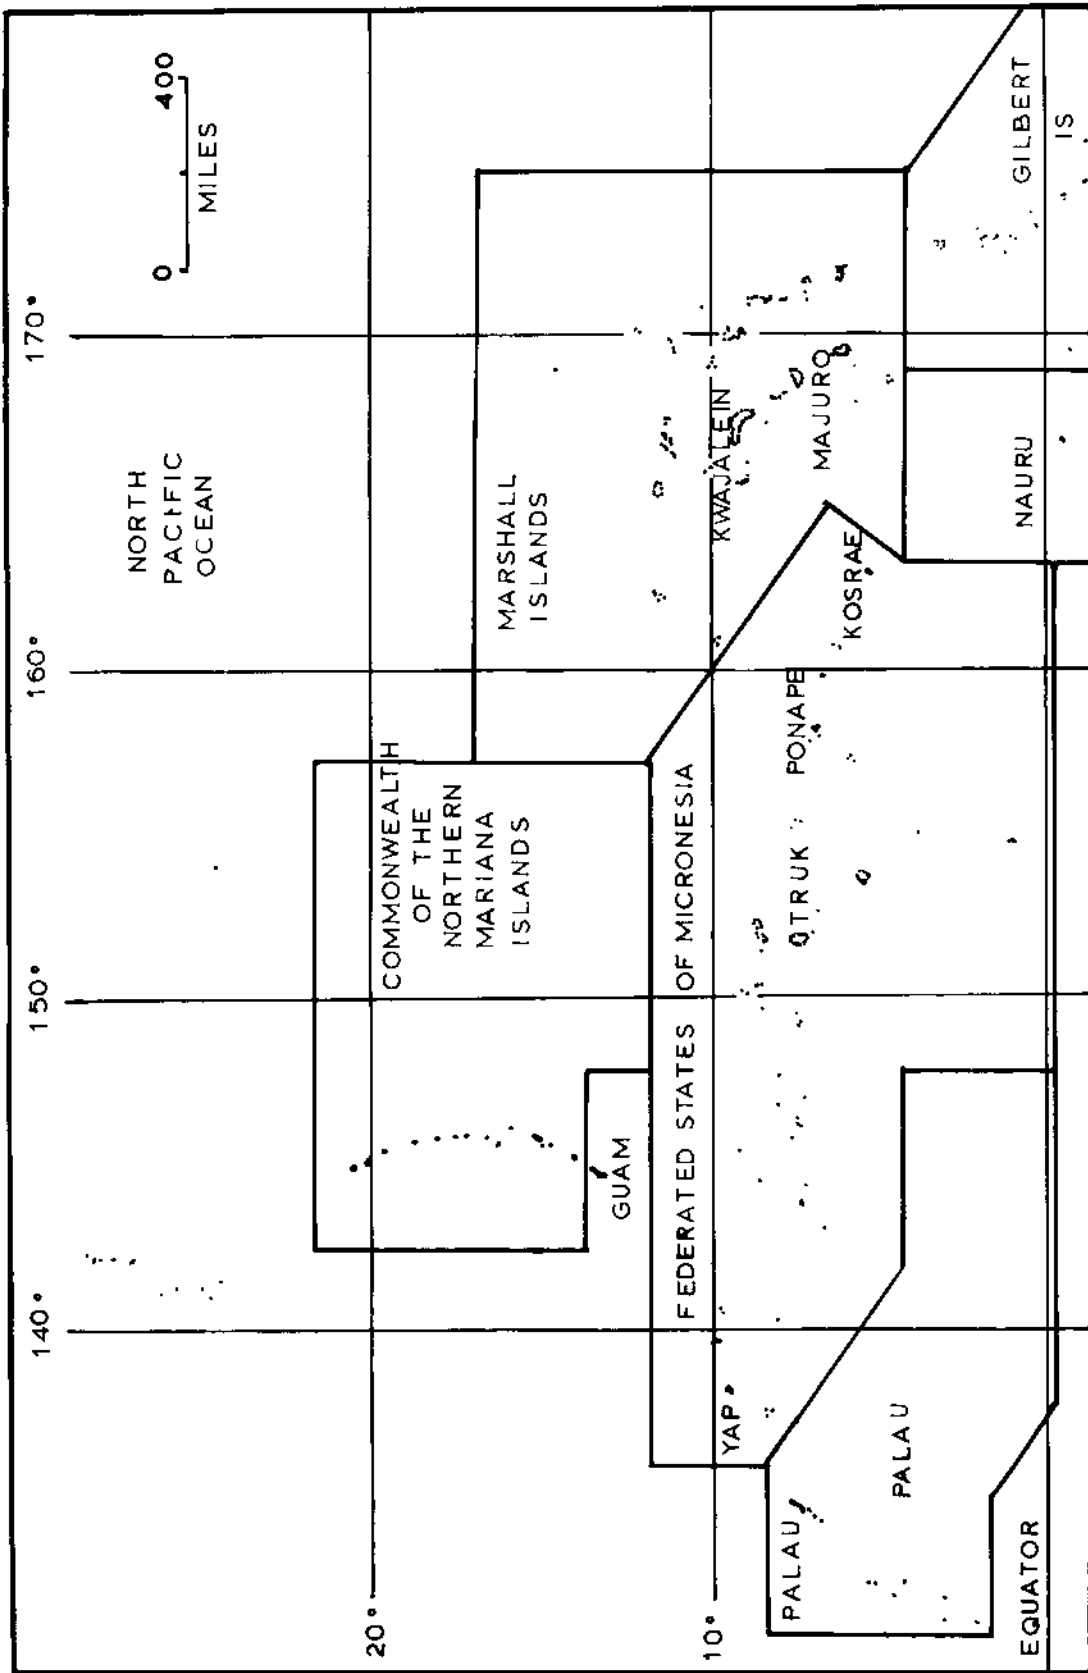 140°
150°
160°
170°
NORTH
PACIFIC
OCEAN
0 400
MILES
20°
COMMONWEALTH
OF THE
NORTHERN
MARIANA
ISLANDS
MARSHALL
ISLANDS
GUAM
FEDERATED STATES OF MICRONESIA
10°
YAP
KWAJALEIN
PALAU
TRUK
PONAPE
KOSRAE
MAJURO
PALAU
NAURU
GILBERT
IS
EQUATOR